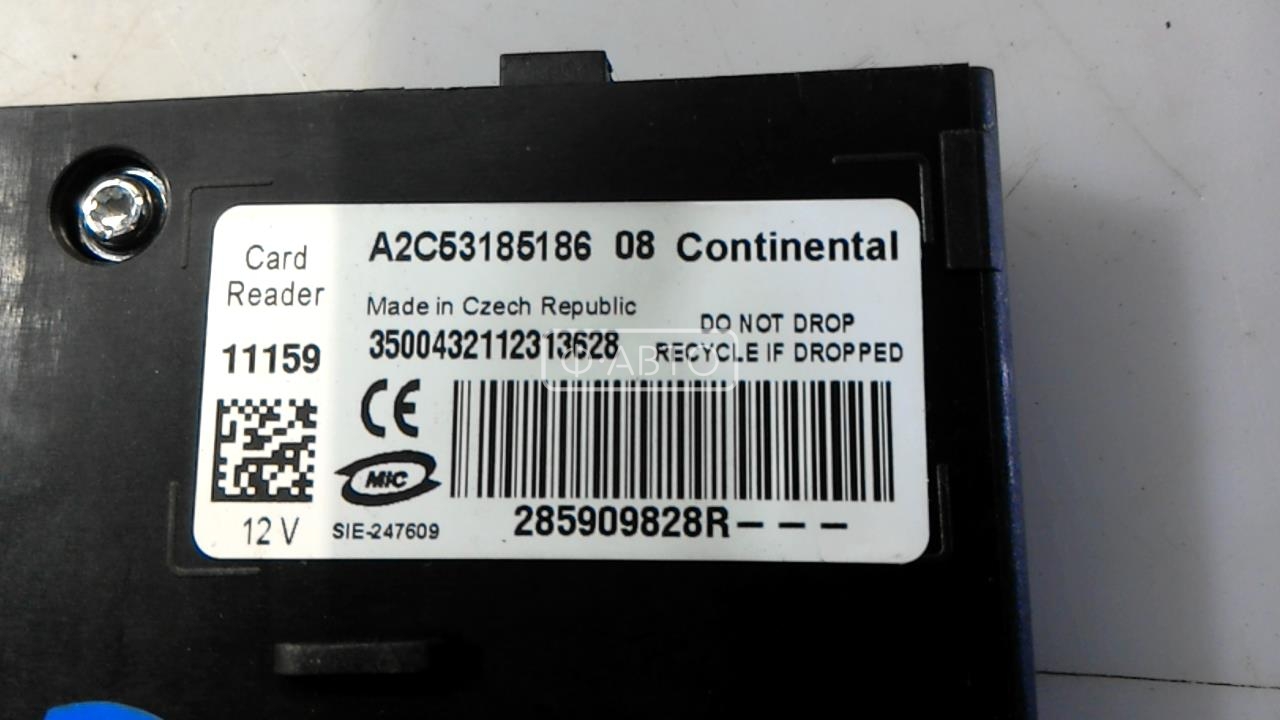 Card
Reader
11159
12 V
A2C53185186 08 Continental
Made in Czech Republic
3500432112313628
DO NOT DROP
RECYCLE IF DROPPED
CE
MIC
SIE-247609
285909828R---
Ф-АВТО